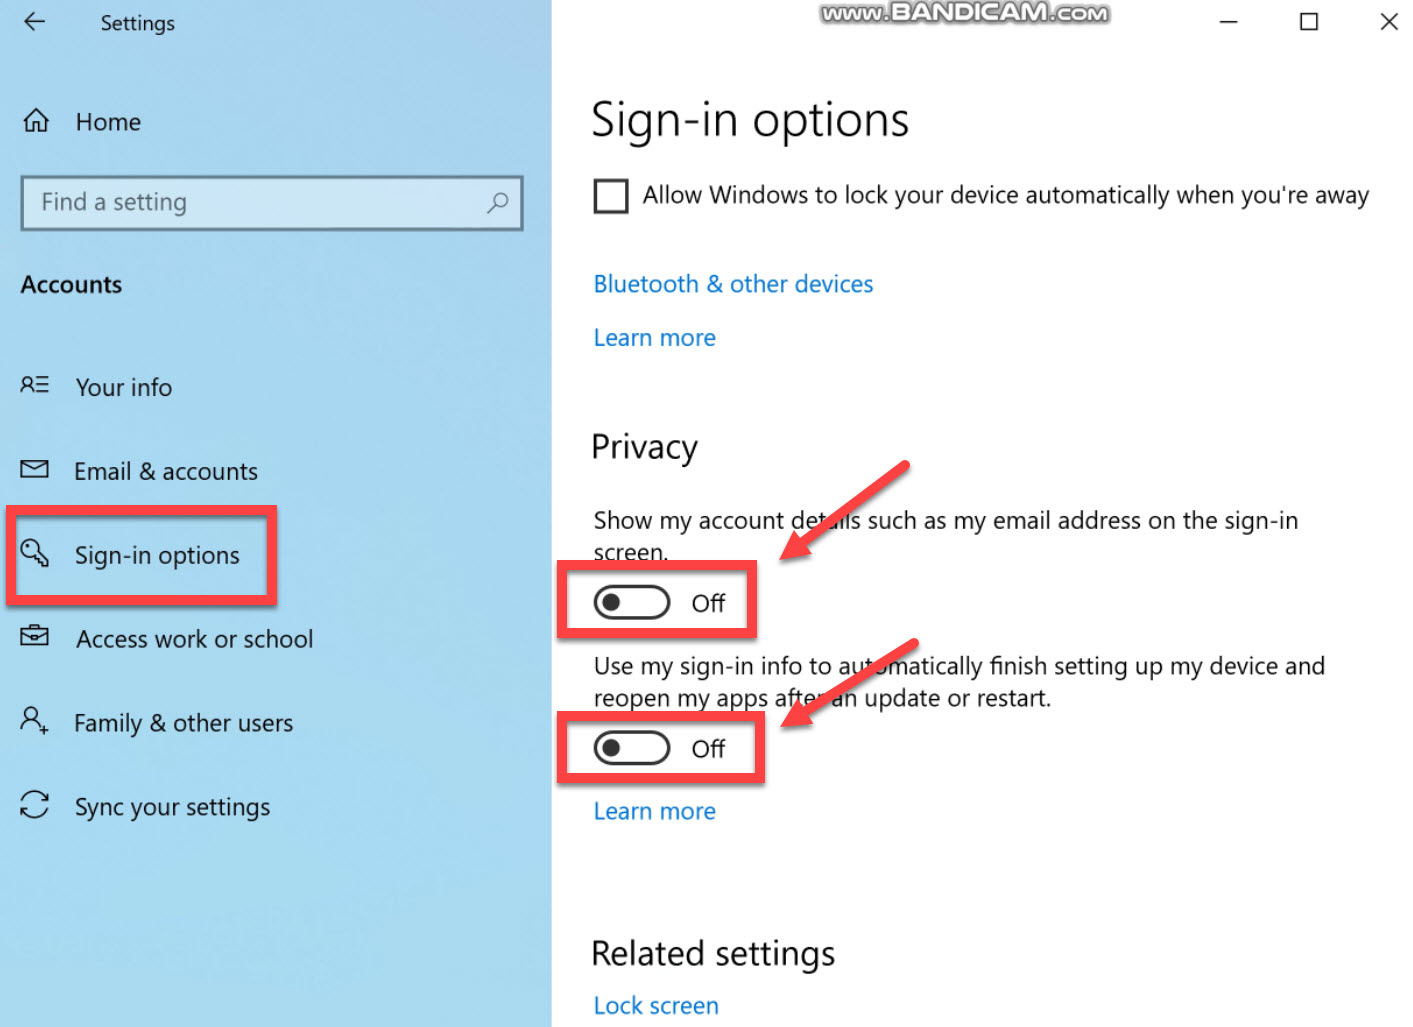 Settings
www.BANDICAM.com
Home
Find a setting
Accounts
Your info
Email & accounts
Sign-in options
Access work or school
Family & other users
Sync your settings
Sign-in options
Allow Windows to lock your device automatically when you're away
Bluetooth & other devices
Learn more
Privacy
Show my account details such as my email address on the sign-in
screen.
Off
Use my sign-in info to automatically finish setting up my device and
reopen my apps after an update or restart.
Off
Learn more
Related settings
Lock screen